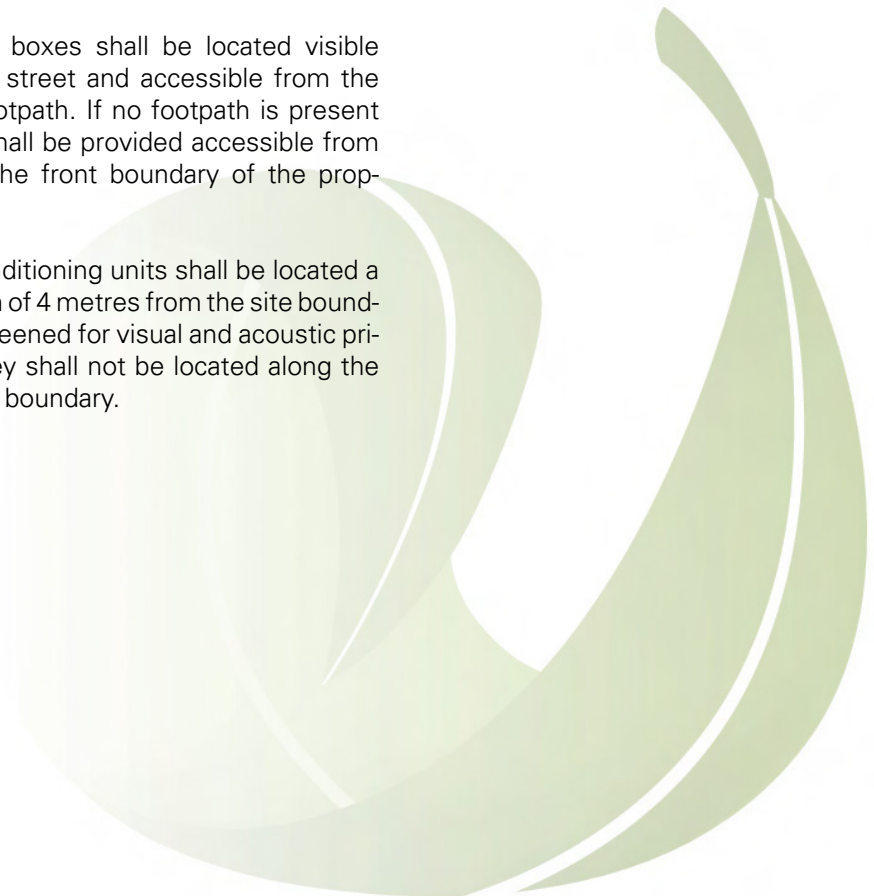 boxes shall be located visible
street and accessible from the
otpath. If no footpath is present
hall be provided accessible from
he front boundary of the prop-
ditioning units shall be located a
of 4 metres from the site bound-
eened for visual and acoustic pri-
ey shall not be located along the
boundary.